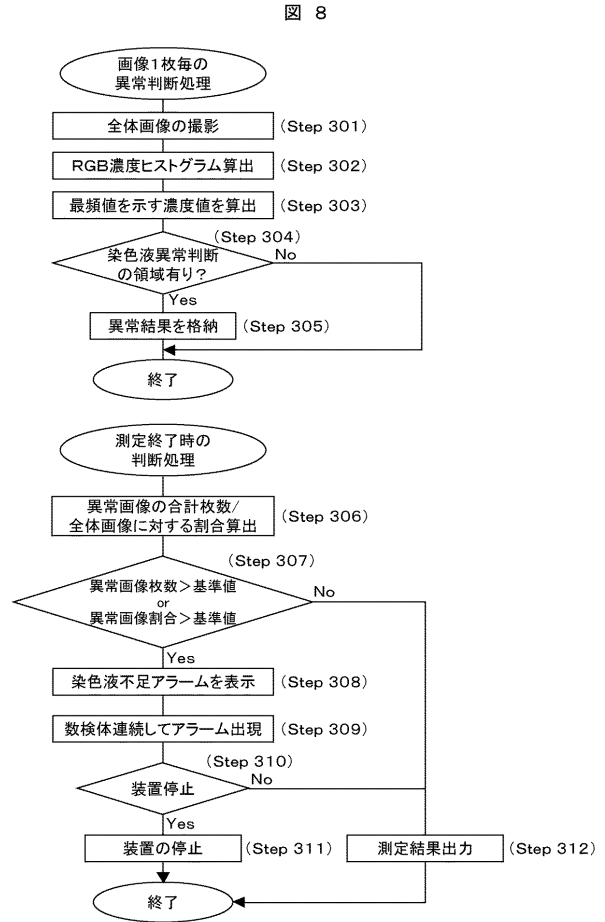 図 8
画像1枚毎の
異常判断処理
全体画像の撮影
(Step 301)
RGB濃度ヒストグラム算出
(Step 302)
最頻値を示す濃度値を算出
(Step 303)
(Step 304)
染色液異常判断
の領域有り?
No
Yes
異常結果を格納
(Step 305)
終了
測定終了時の
判断処理
異常画像の合計枚数/
全体画像に対する割合算出
(Step 306)
(Step 307)
異常画像枚数>基準値
or
異常画像割合>基準値
No
Yes
染色液不足アラームを表示
(Step 308)
数検体連続してアラーム出現
(Step 309)
(Step 310)
装置停止
No
Yes
装置の停止
(Step 311)
測定結果出力
(Step 312)
終了